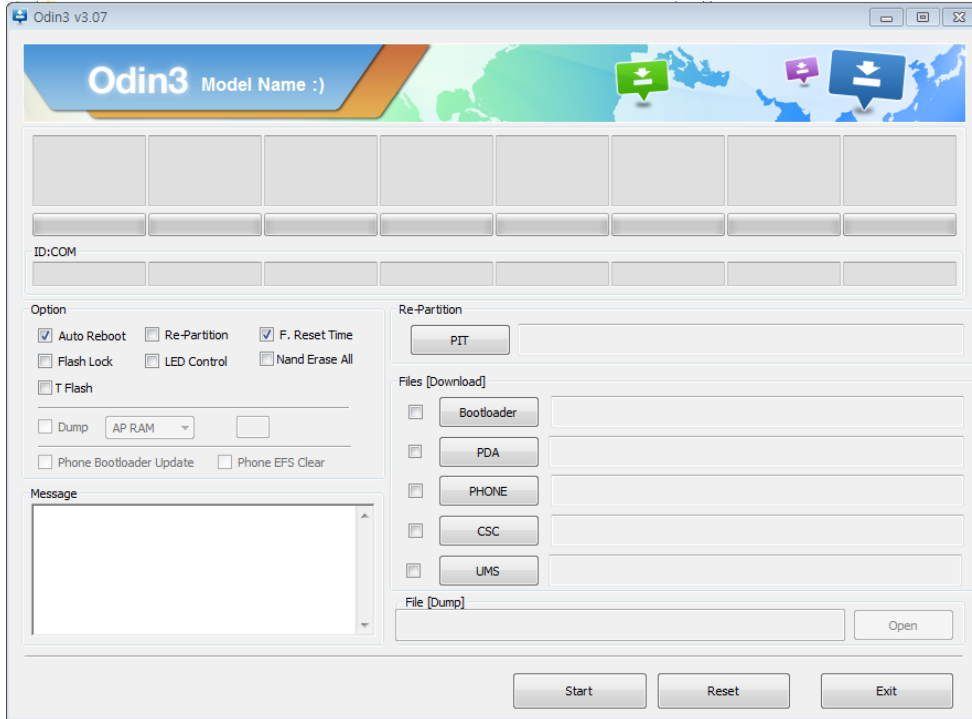 Odin3 v3.07
Odin3 Model Name :)
ID:COM
Option
Auto Reboot Re-Partition F. Reset Time
Flash Lock LED Control Nand Erase All
T Flash
Dump AP RAM
Phone Bootloader Update Phone EFS Clear
Message
Re-Partition
PIT
Files [Download]
Bootloader
PDA
PHONE
CSC
UMS
File [Dump]
Open
Start Reset Exit